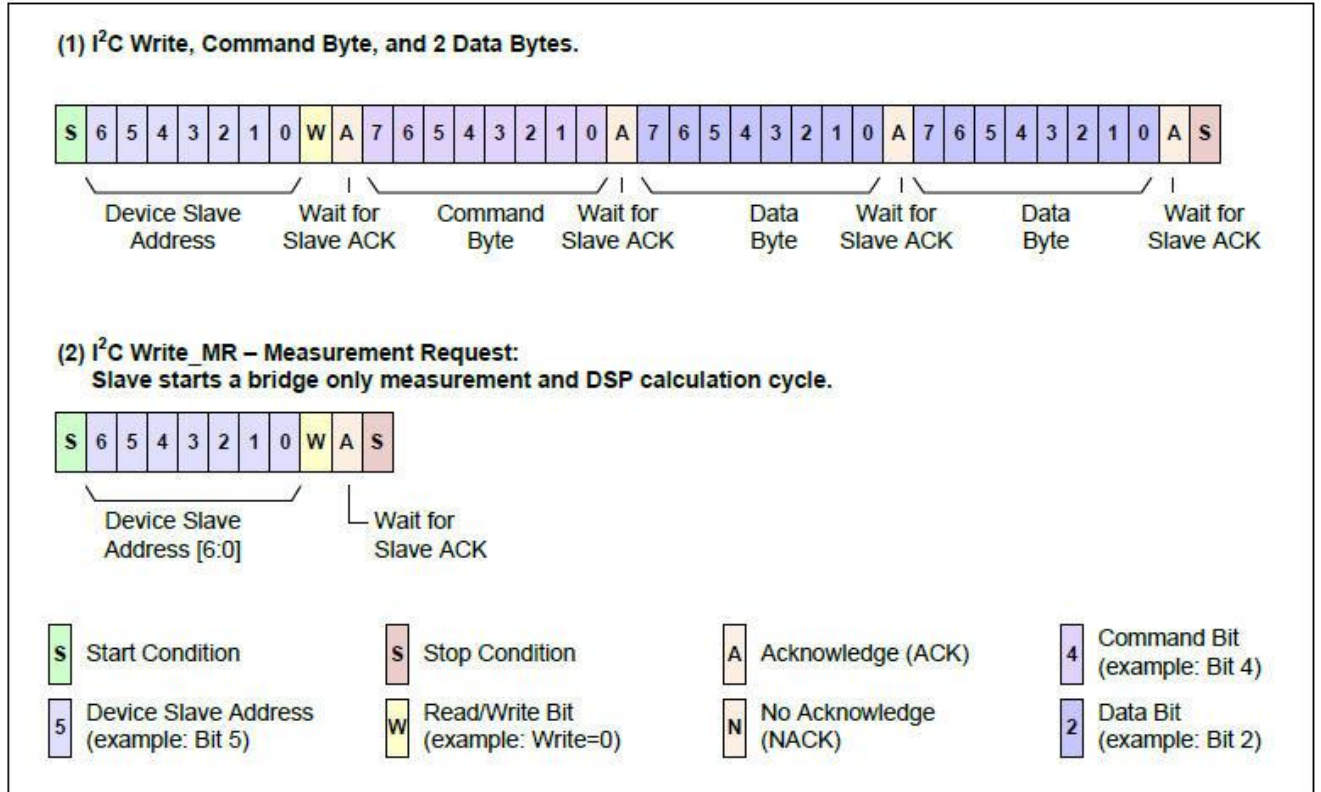 (1) I²C Write, Command Byte, and 2 Data Bytes.
S 6 5 4 3 2 1 0 W A 7 6 5 4 3 2 1 0 A 7 6 5 4 3 2 1 0 A 7 6 5 4 3 2 1 0 A S
Device Slave Wait for Command Wait for Data Wait for Data Wait for
Address Slave ACK Byte Slave ACK Byte Slave ACK Byte Slave ACK
(2) I²C Write_MR – Measurement Request:
Slave starts a bridge only measurement and DSP calculation cycle.
S 6 5 4 3 2 1 0 W A S
Device Slave Wait for
Address [6:0] Slave ACK
S Start Condition
S Stop Condition
A Acknowledge (ACK)
4 Command Bit
(example: Bit 4)
5 Device Slave Address
(example: Bit 5)
W Read/Write Bit
(example: Write=0)
N No Acknowledge
(NACK)
2 Data Bit
(example: Bit 2)